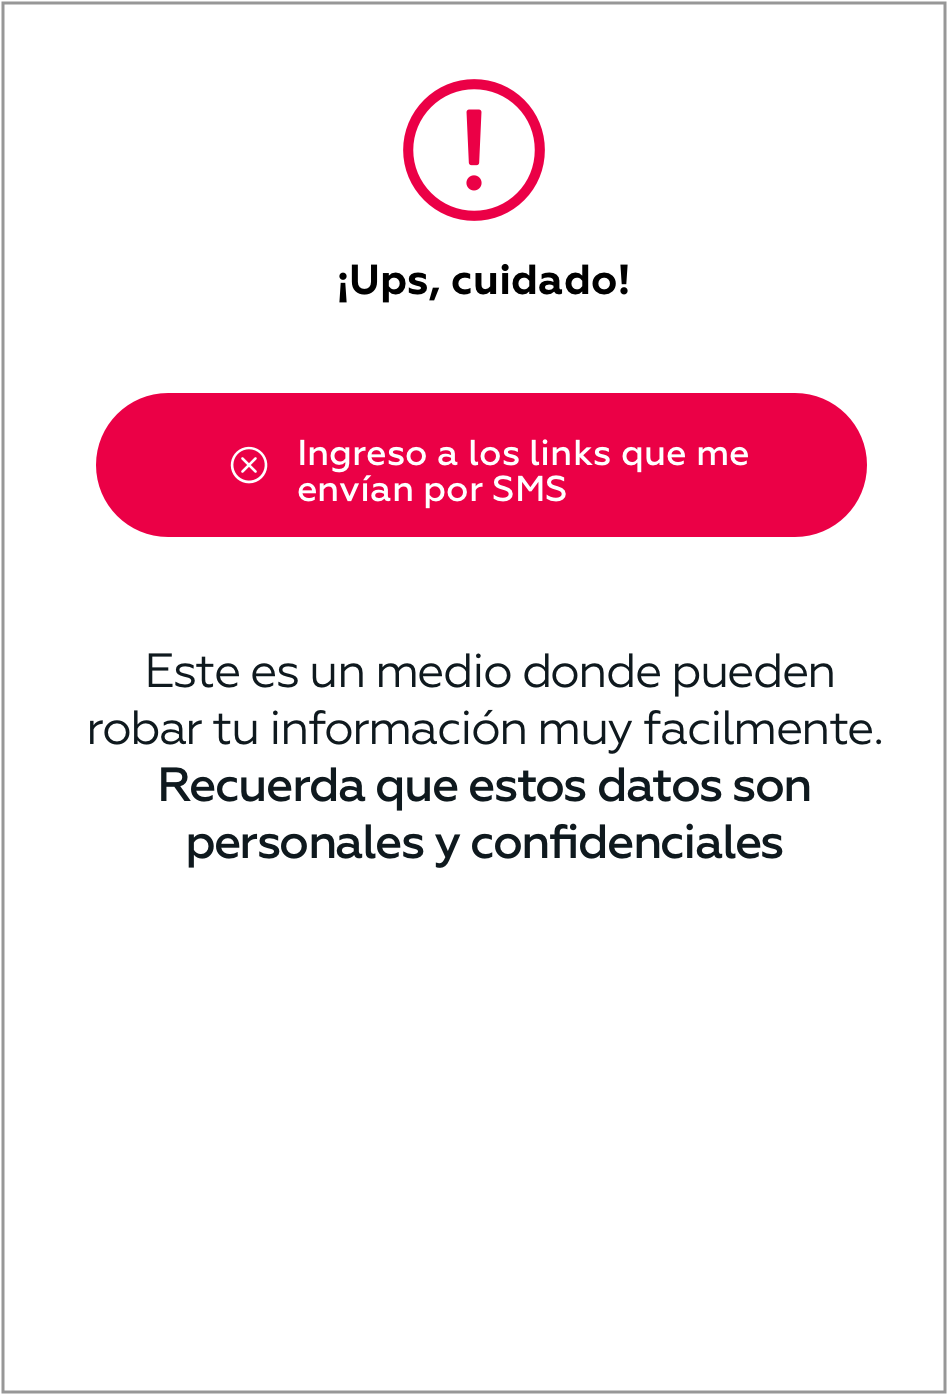 ¡Ups, cuidado!
Ingreso a los links que me
envían por SMS
Este es un medio donde pueden
robar tu información muy facilmente.
Recuerda que estos datos son
personales y confidenciales